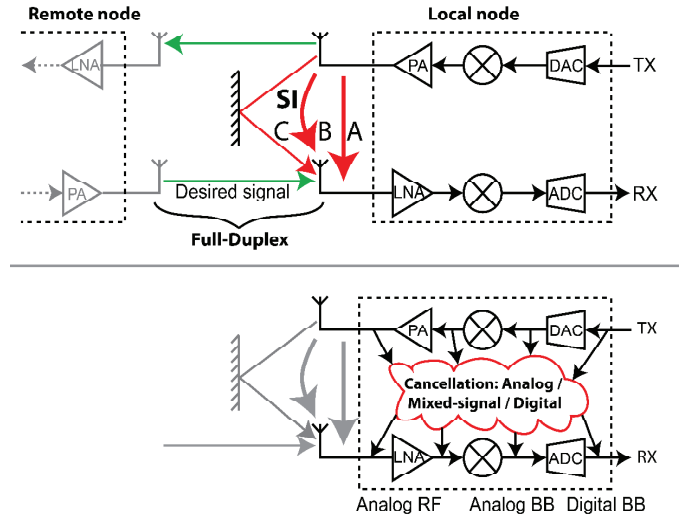 Remote node
Local node
LNA
PA
DAC
TX
SI
C
B
A
PA
Desired signal
LNA
ADC
RX
Full-Duplex
PA
DAC
TX
Cancellation: Analog /
Mixed-signal / Digital
LNA
ADC
RX
Analog RF
Analog BB
Digital BB